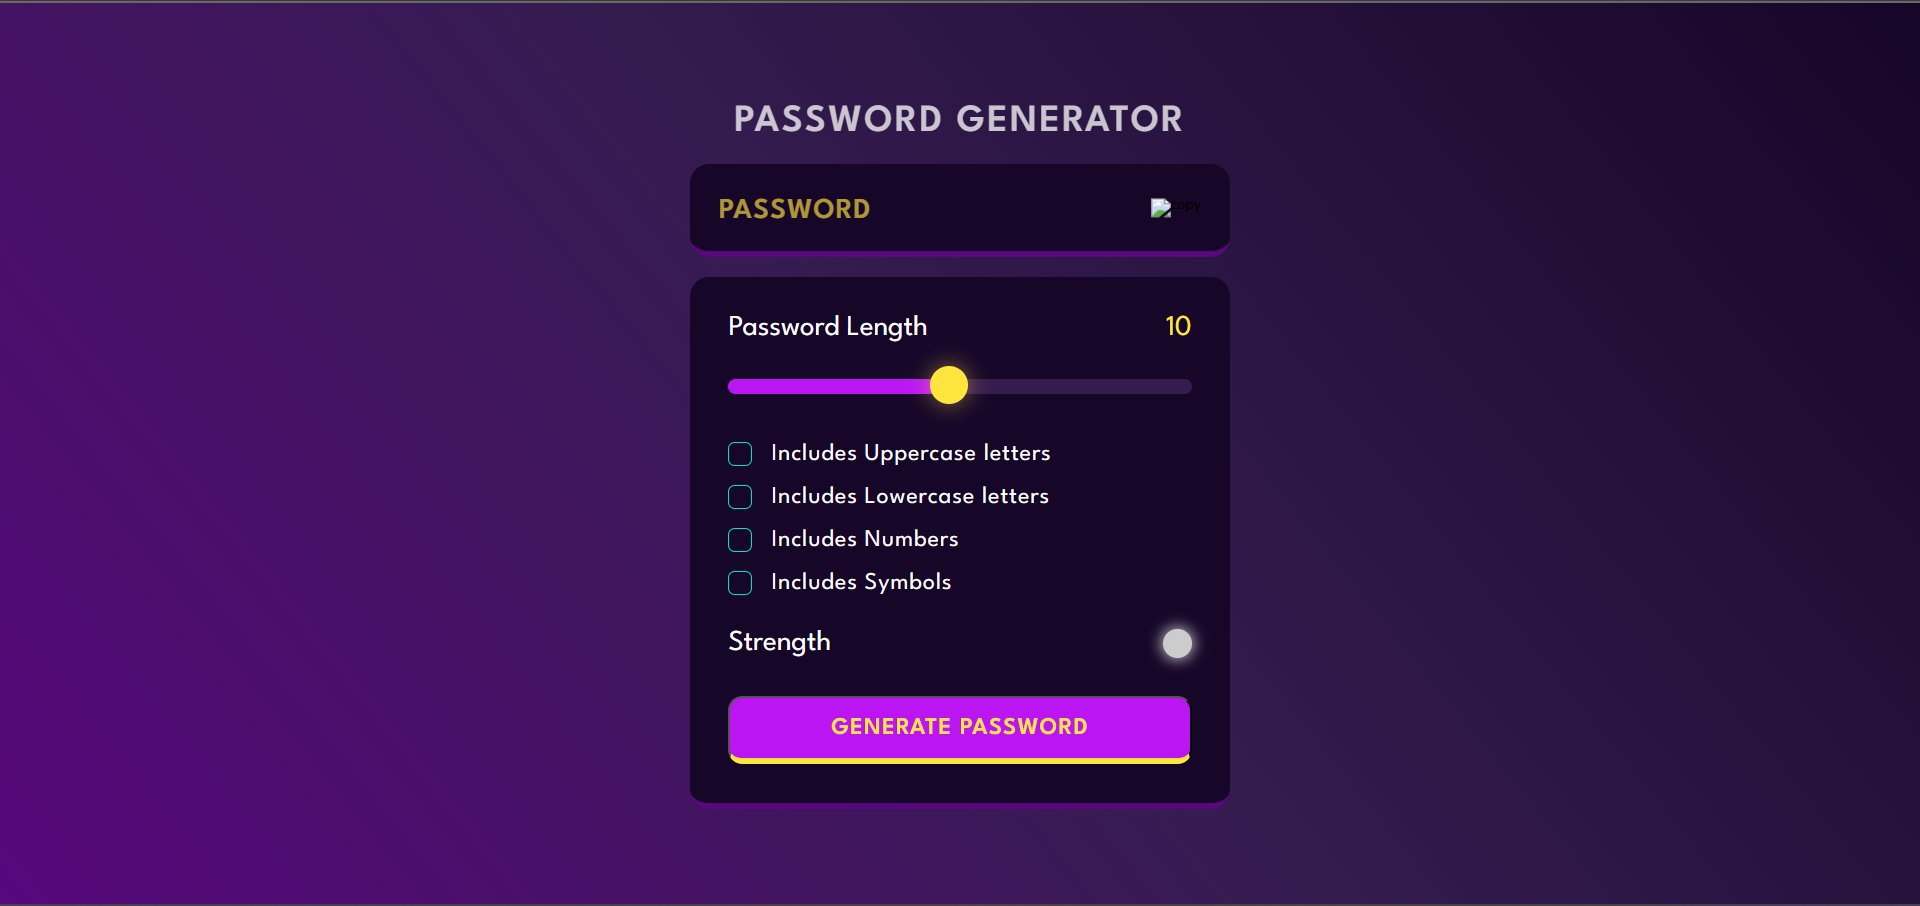 PASSWORD GENERATOR
PASSWORD copy
Password Length 10
Includes Uppercase letters
Includes Lowercase letters
Includes Numbers
Includes Symbols
Strength
GENERATE PASSWORD